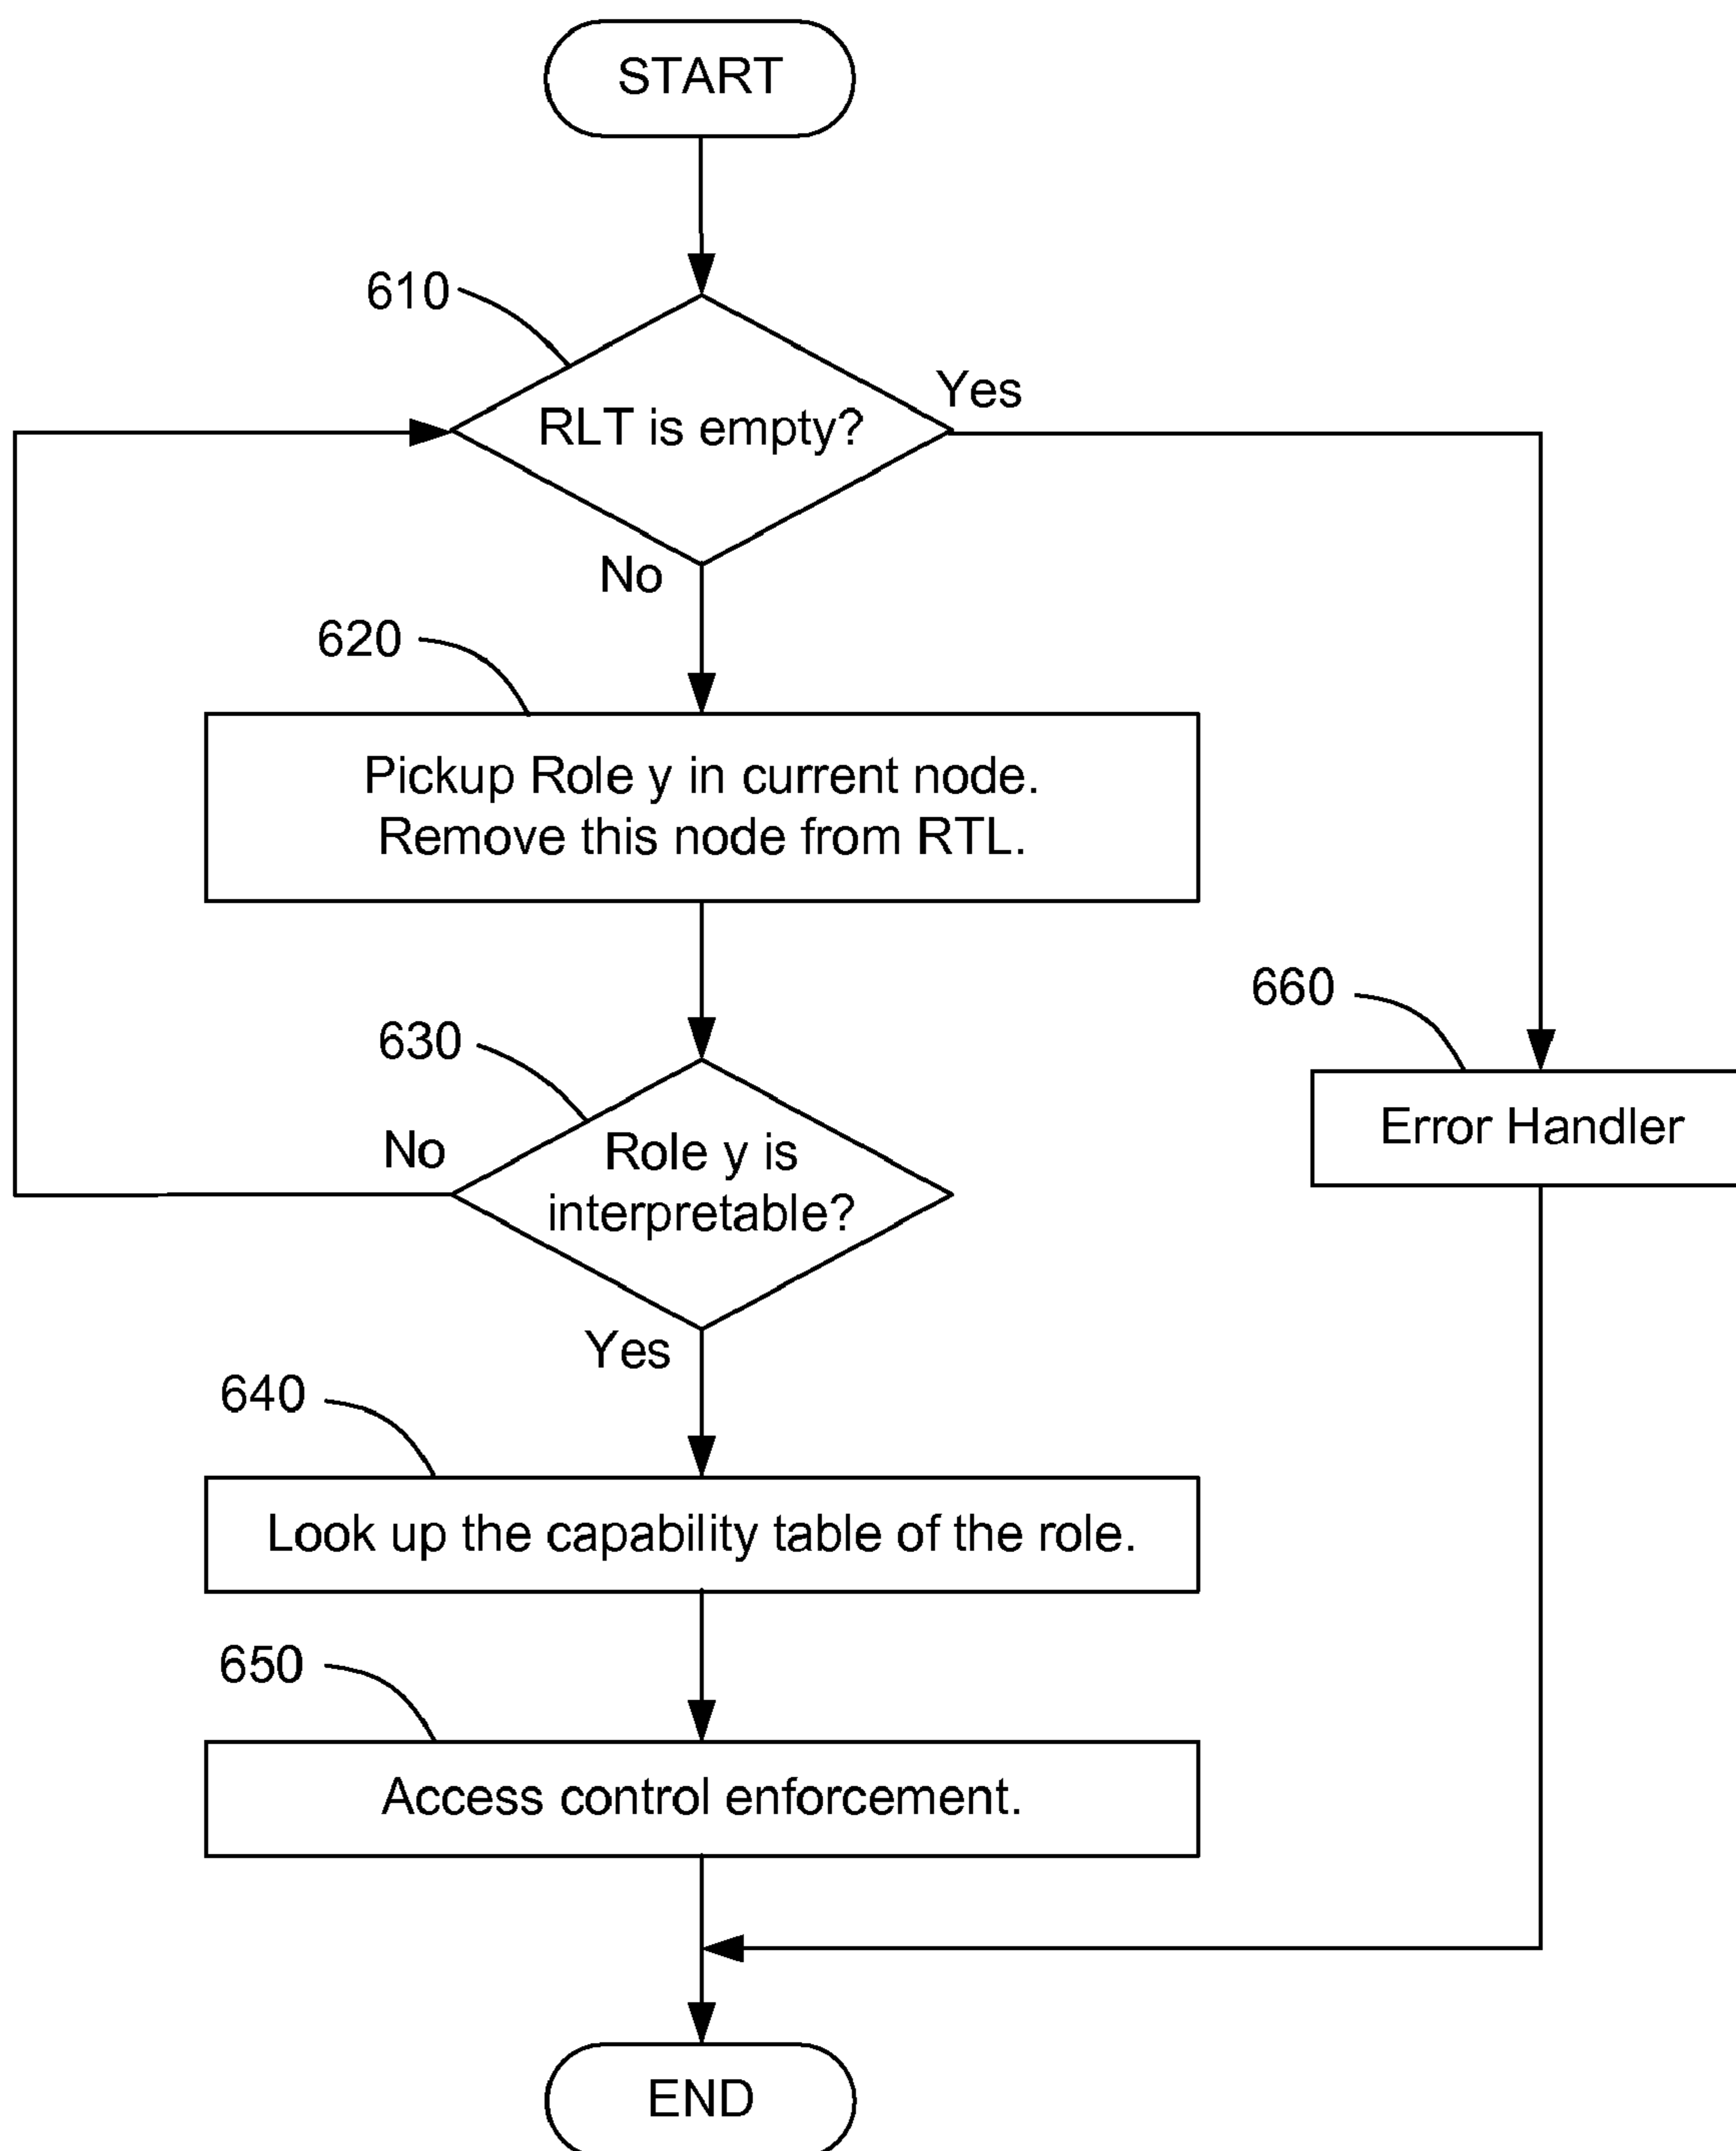 START
610
RLT is empty?
Yes
No
620
Pickup Role y in current node.
Remove this node from RTL.
630
No
Role y is
interpretable?
Yes
660
Error Handler
640
Look up the capability table of the role.
650
Access control enforcement.
END